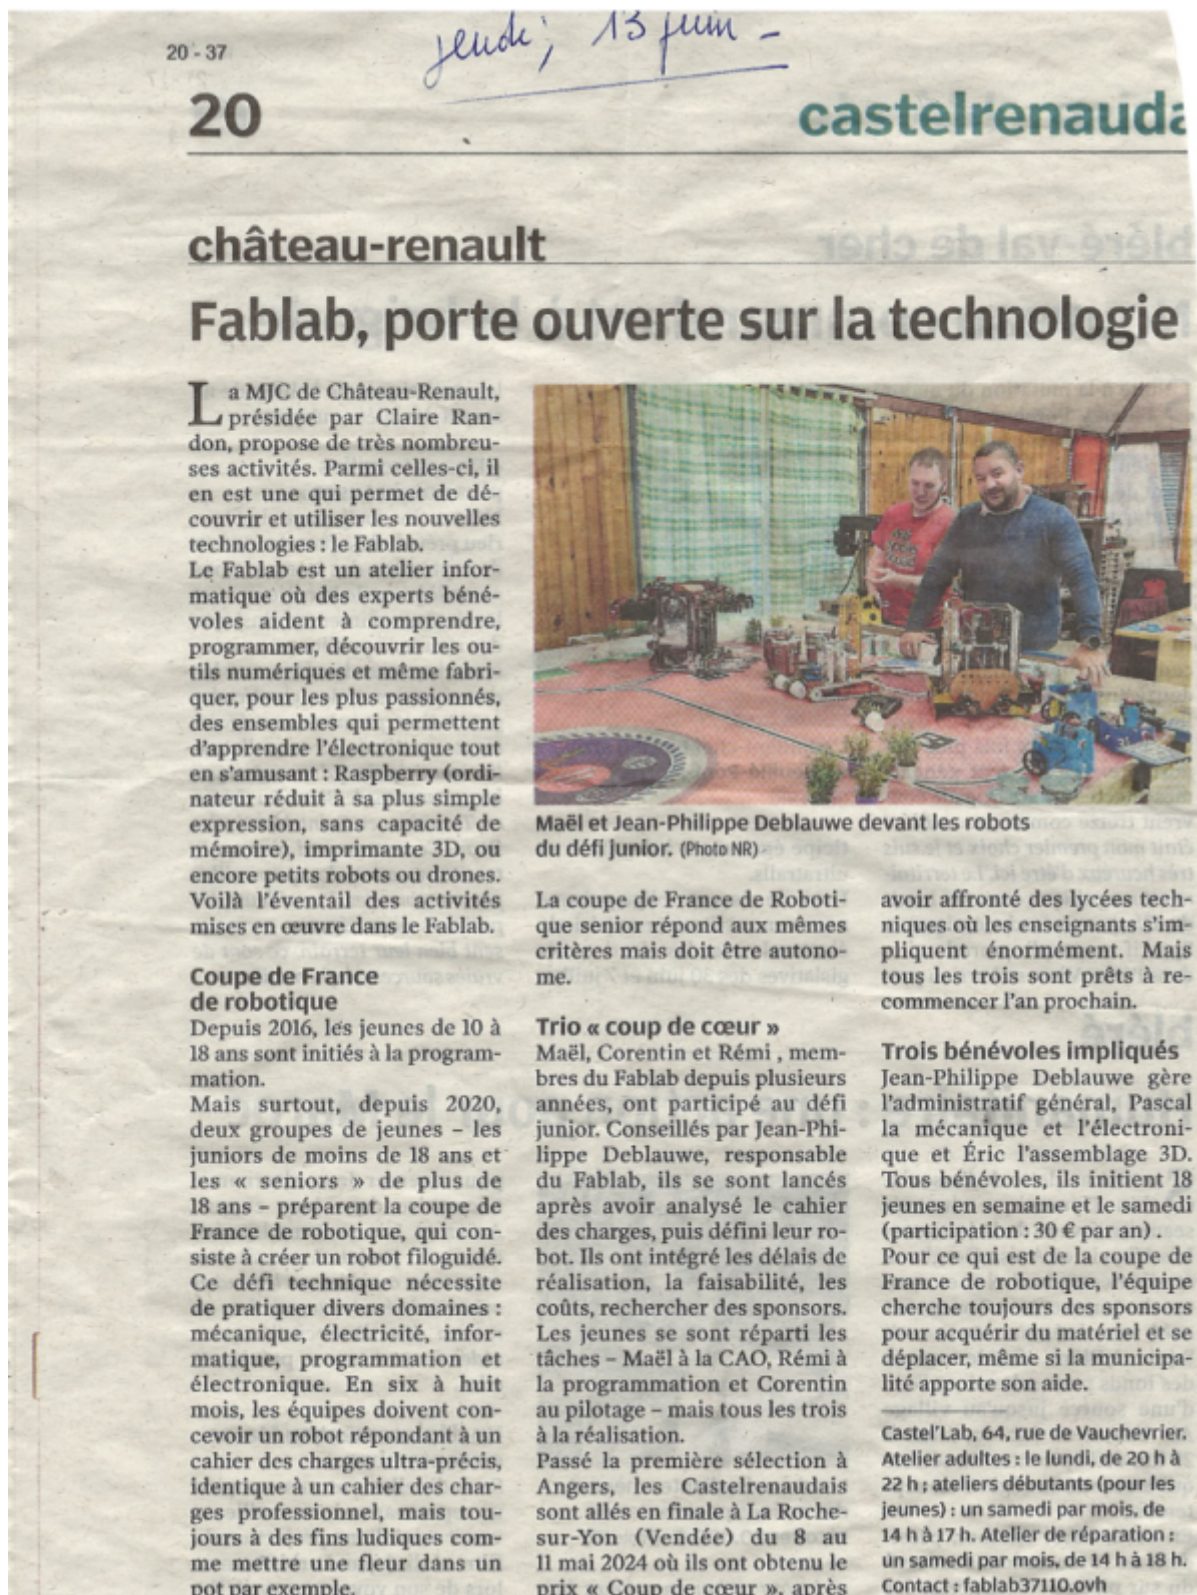 20 - 37
jeudi, 13 juin -
20
castelrenauda
château-renault
Fablab, porte ouverte sur la technologie
La MJC de Château-Renault,
présidée par Claire Ran-
don, propose de très nombreu-
ses activités. Parmi celles-ci, il
en est une qui permet de dé-
couvrir et utiliser les nouvelles
technologies : le Fablab.
Le Fablab est un atelier infor-
matique où des experts béné-
voles aident à comprendre,
programmer, découvrir les ou-
tils numériques et même fabri-
quer, pour les plus passionnés,
des ensembles qui permettent
d'apprendre l'électronique tout
en s'amusant : Raspberry (ordi-
nateur réduit à sa plus simple
expression, sans capacité de
mémoire), imprimante 3D, ou
encore petits robots ou drones.
Voilà l'éventail des activités
mises en œuvre dans le Fablab.
Coupe de France
de robotique
Depuis 2016, les jeunes de 10 à
18 ans sont initiés à la program-
mation.
Mais surtout, depuis 2020,
deux groupes de jeunes – les
juniors de moins de 18 ans et
les « seniors » de plus de
18 ans – préparent la coupe de
France de robotique, qui con-
siste à créer un robot filoguidé.
Ce défi technique nécessite
de pratiquer divers domaines :
mécanique, électricité, infor-
matique, programmation et
électronique. En six à huit
mois, les équipes doivent con-
cevoir un robot répondant à un
cahier des charges ultra-précis,
identique à un cahier des char-
ges professionnel, mais tou-
jours à des fins ludiques com-
me mettre une fleur dans un
pot par exemple.
Maël et Jean-Philippe Deblauwe devant les robots
du défi junior. (Photo NR)
La coupe de France de Roboti-
que senior répond aux mêmes
critères mais doit être autono-
me.
Trio « coup de cœur »
Maël, Corentin et Rémi , mem-
bres du Fablab depuis plusieurs
années, ont participé au défi
junior. Conseillés par Jean-Phi-
lippe Deblauwe, responsable
du Fablab, ils se sont lancés
après avoir analysé le cahier
des charges, puis défini leur ro-
bot. Ils ont intégré les délais de
réalisation, la faisabilité, les
coûts, rechercher des sponsors.
Les jeunes se sont réparti les
tâches – Maël à la CAO, Rémi à
la programmation et Corentin
au pilotage – mais tous les trois
à la réalisation.
Passé la première sélection à
Angers, les Castelrenaudais
sont allés en finale à La Roche-
sur-Yon (Vendée) du 8 au
11 mai 2024 où ils ont obtenu le
prix « Coup de cœur », après
avoir affronté des lycées tech-
niques où les enseignants s'im-
pliquent énormément. Mais
tous les trois sont prêts à re-
commencer l'an prochain.
Trois bénévoles impliqués
Jean-Philippe Deblauwe gère
l'administratif général, Pascal
la mécanique et l'électroni-
que et Éric l'assemblage 3D.
Tous bénévoles, ils initient 18
jeunes en semaine et le samedi
(participation : 30 € par an) .
Pour ce qui est de la coupe de
France de robotique, l'équipe
cherche toujours des sponsors
pour acquérir du matériel et se
déplacer, même si la municipa-
lité apporte son aide.
Castel'Lab, 64, rue de Vauchevrier.
Atelier adultes : le lundi, de 20 h à
22 h ; ateliers débutants (pour les
jeunes) : un samedi par mois, de
14 h à 17 h. Atelier de réparation :
un samedi par mois, de 14 h à 18 h.
Contact : fablab37110.ovh